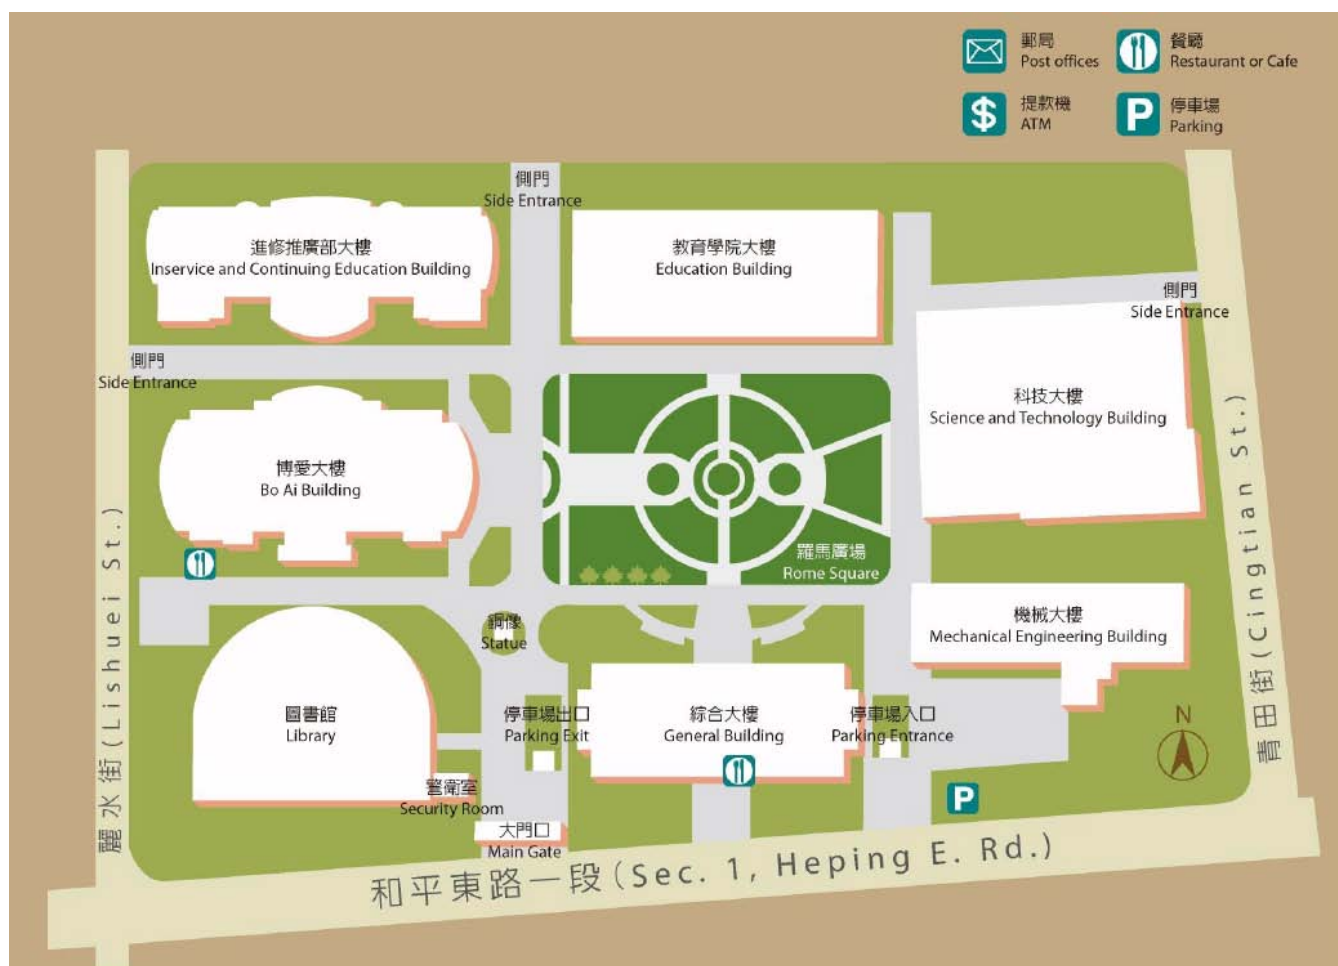 郵局
Post offices
餐廳
Restaurant or Cafe
提款機
ATM
P
停車場
Parking
側門
Side Entrance
進修推廣部大樓
Inservice and Continuing Education Building
教育學院大樓
Education Building
側門
Side Entrance
側門
Side Entrance
科技大樓
Science and Technology Building
博愛大樓
Bo Ai Building
羅馬廣場
Rome Square
銅像
Statue
機械大樓
Mechanical Engineering Building
圖書館
Library
停車場出口
Parking Exit
綜合大樓
General Building
停車場入口
Parking Entrance
N
警衛室
Security Room
P
大門口
Main Gate
麗水街(Lishuei St.)
青田街(Cingtian St.)
和平東路一段(Sec. 1, Heping E. Rd.)